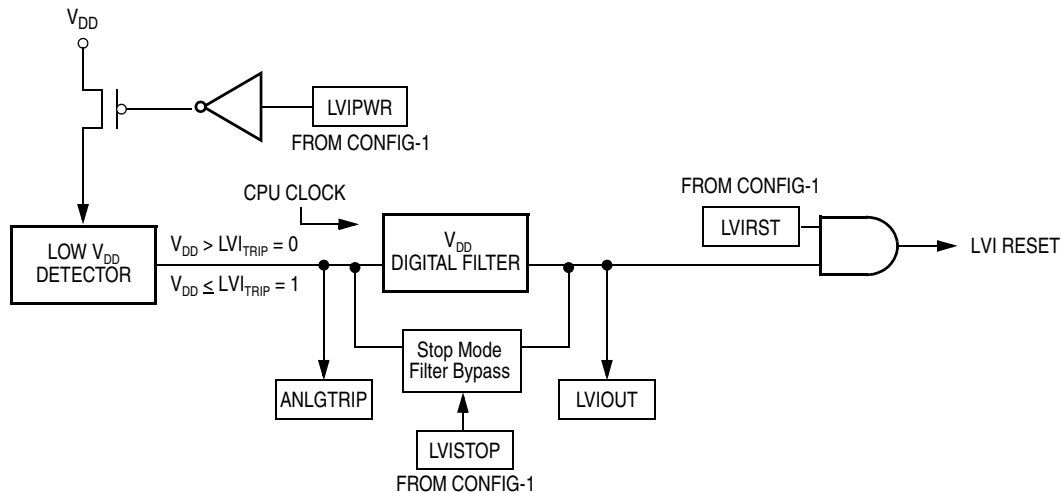 VDD
LVIPWR
FROM CONFIG-1
CPU CLOCK
FROM CONFIG-1
LVIRST
LOW VDD
DETECTOR
VDD > LVITRIP = 0
VDD ≤ LVITRIP = 1
VDD
DIGITAL FILTER
LVI RESET
Stop Mode
Filter Bypass
ANLGTRIP
LVIOUT
LVISTOP
FROM CONFIG-1